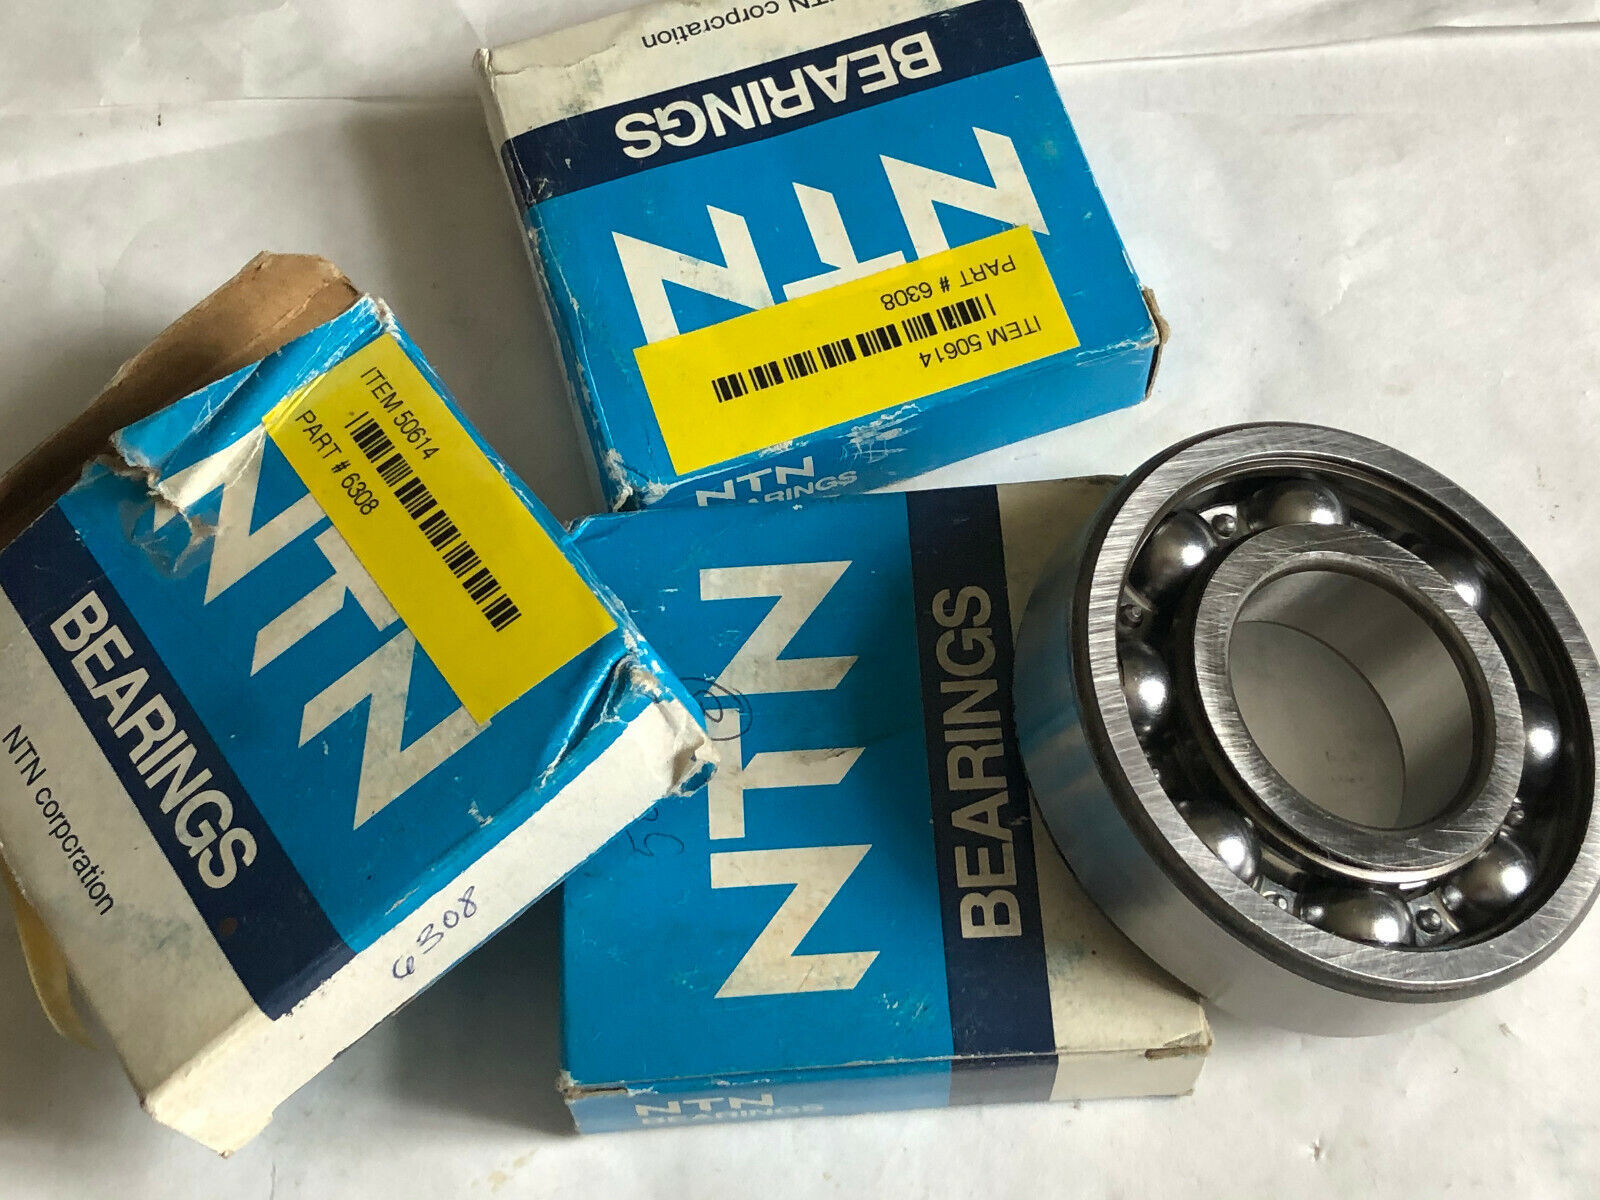 NTN corporation
BEARINGS
NTN
PART # 6308
ITEM 50614
NTN
BEARINGS
ITEM 50614
PART # 6308
NTN
BEARINGS
NTN corporation
6308
NTN
BEARINGS
NTN
BEARINGS